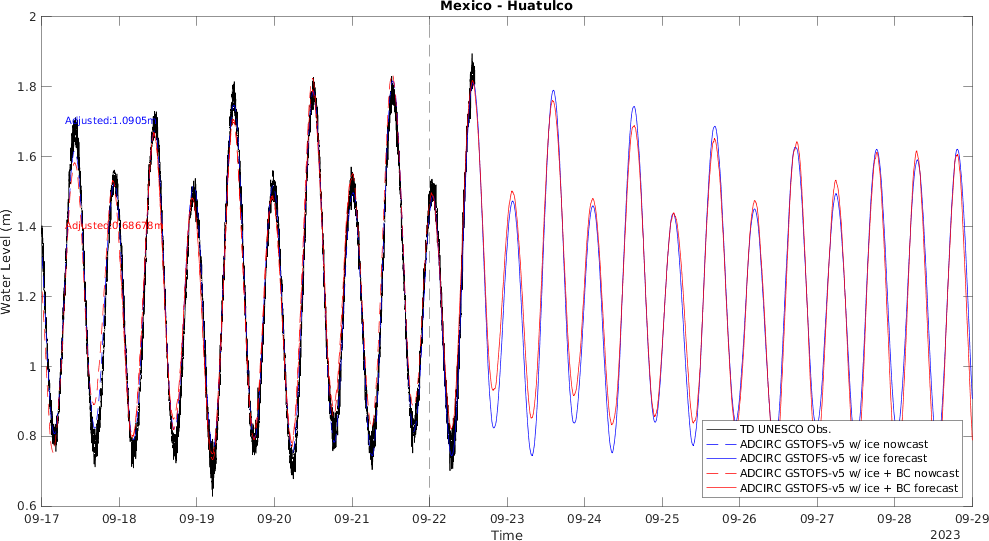 Mexico - Huatulco
Water Level (m)
2
1.8
1.6
1.4
1.2
1
0.8
0.6
Adjusted:1.0905m
Adjusted:0.68678m
TD UNESCO Obs.
ADCIRC GSTOFS-v5 w/ ice nowcast
ADCIRC GSTOFS-v5 w/ ice forecast
ADCIRC GSTOFS-v5 w/ ice + BC nowcast
ADCIRC GSTOFS-v5 w/ ice + BC forecast
09-17 09-18 09-19 09-20 09-21 09-22 09-23 09-24 09-25 09-26 09-27 09-28 09-29
Time
2023